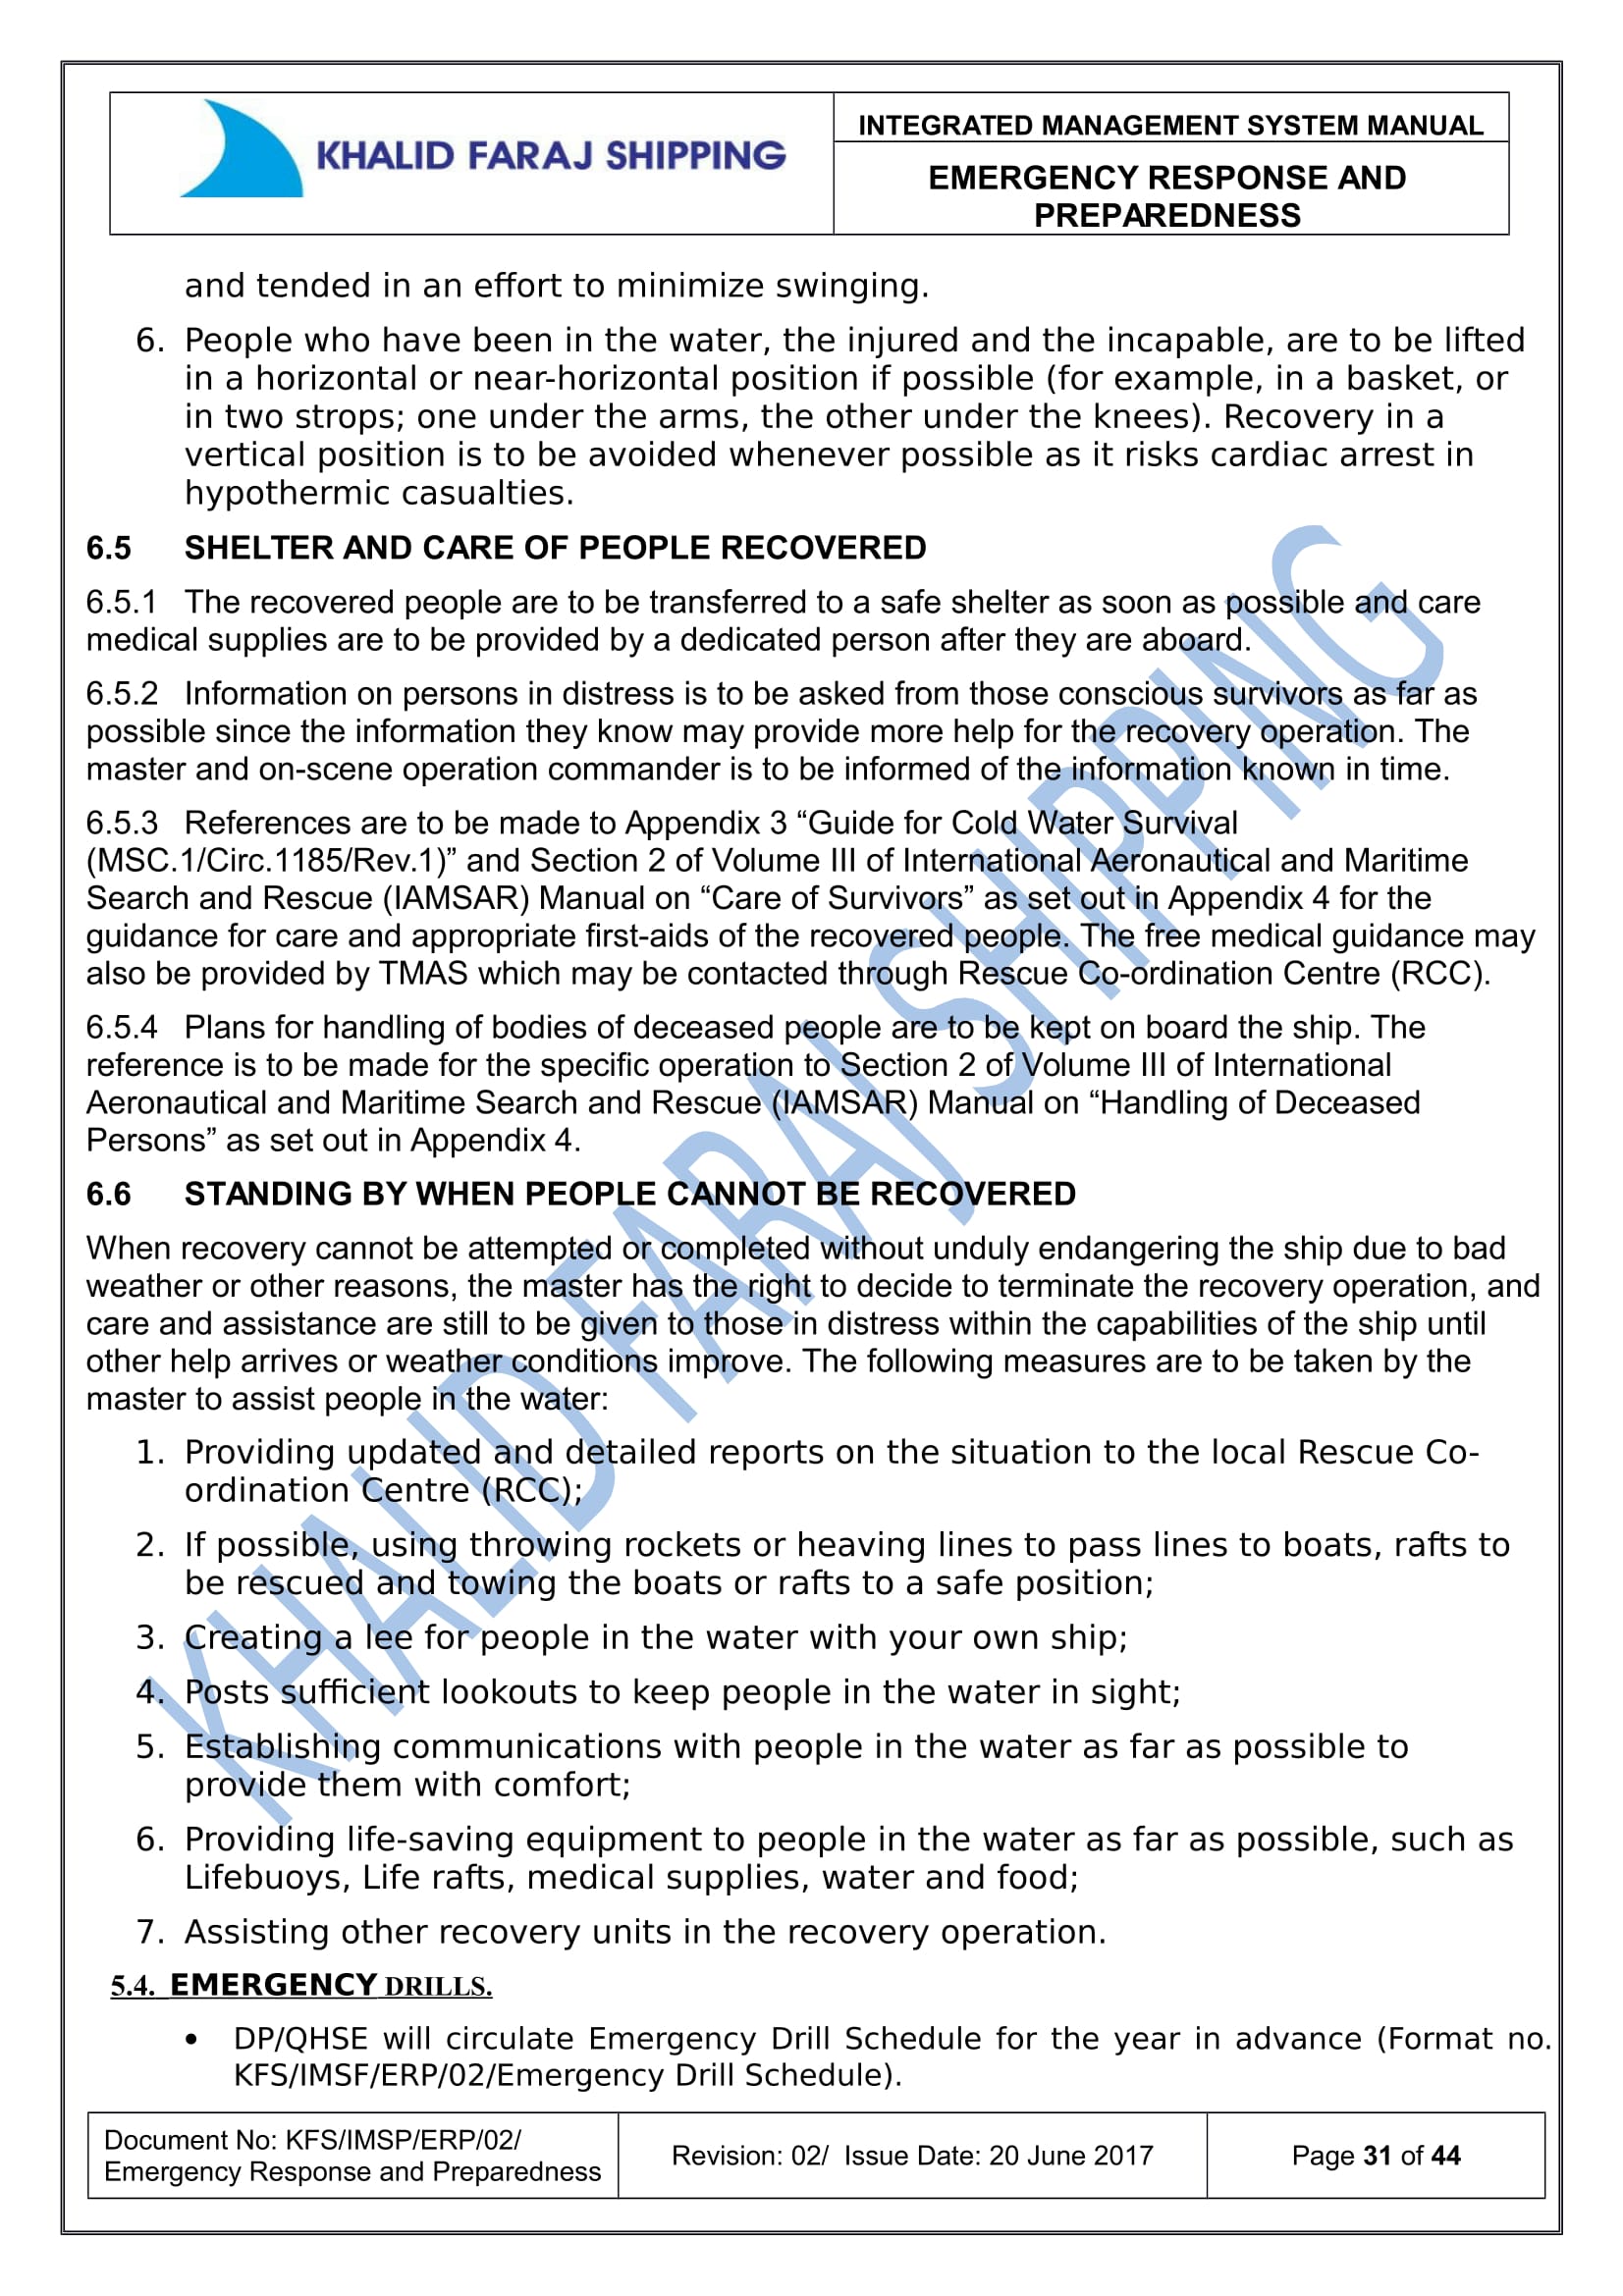 KHALID FARAJ SHIPPING
INTEGRATED MANAGEMENT SYSTEM MANUAL
EMERGENCY RESPONSE AND
PREPAREDNESS
and tended in an effort to minimize swinging.
6. People who have been in the water, the injured and the incapable, are to be lifted
in a horizontal or near-horizontal position if possible (for example, in a basket, or
in two strops; one under the arms, the other under the knees). Recovery in a
vertical position is to be avoided whenever possible as it risks cardiac arrest in
hypothermic casualties.
6.5 SHELTER AND CARE OF PEOPLE RECOVERED
6.5.1 The recovered people are to be transferred to a safe shelter as soon as possible and care
medical supplies are to be provided by a dedicated person after they are aboard.
6.5.2 Information on persons in distress is to be asked from those conscious survivors as far as
possible since the information they know may provide more help for the recovery operation. The
master and on-scene operation commander is to be informed of the information known in time.
6.5.3 References are to be made to Appendix 3 “Guide for Cold Water Survival
(MSC.1/Circ.1185/Rev.1)” and Section 2 of Volume III of International Aeronautical and Maritime
Search and Rescue (IAMSAR) Manual on “Care of Survivors” as set out in Appendix 4 for the
guidance for care and appropriate first-aids of the recovered people. The free medical guidance may
also be provided by TMAS which may be contacted through Rescue Co-ordination Centre (RCC).
6.5.4 Plans for handling of bodies of deceased people are to be kept on board the ship. The
reference is to be made for the specific operation to Section 2 of Volume III of International
Aeronautical and Maritime Search and Rescue (IAMSAR) Manual on “Handling of Deceased
Persons” as set out in Appendix 4.
6.6 STANDING BY WHEN PEOPLE CANNOT BE RECOVERED
When recovery cannot be attempted or completed without unduly endangering the ship due to bad
weather or other reasons, the master has the right to decide to terminate the recovery operation, and
care and assistance are still to be given to those in distress within the capabilities of the ship until
other help arrives or weather conditions improve. The following measures are to be taken by the
master to assist people in the water:
1. Providing updated and detailed reports on the situation to the local Rescue Co-
ordination Centre (RCC);
2. If possible, using throwing rockets or heaving lines to pass lines to boats, rafts to
be rescued and towing the boats or rafts to a safe position;
3. Creating a lee for people in the water with your own ship;
4. Posts sufficient lookouts to keep people in the water in sight;
5. Establishing communications with people in the water as far as possible to
provide them with comfort;
6. Providing life-saving equipment to people in the water as far as possible, such as
Lifebuoys, Life rafts, medical supplies, water and food;
7. Assisting other recovery units in the recovery operation.
5.4. EMERGENCY DRILLS.
• DP/QHSE will circulate Emergency Drill Schedule for the year in advance (Format no.
KFS/IMSF/ERP/02/Emergency Drill Schedule).
Document No: KFS/IMSP/ERP/02/
Emergency Response and Preparedness
Revision: 02/ Issue Date: 20 June 2017
Page 31 of 44
KHALID FARAJ SHIPPING